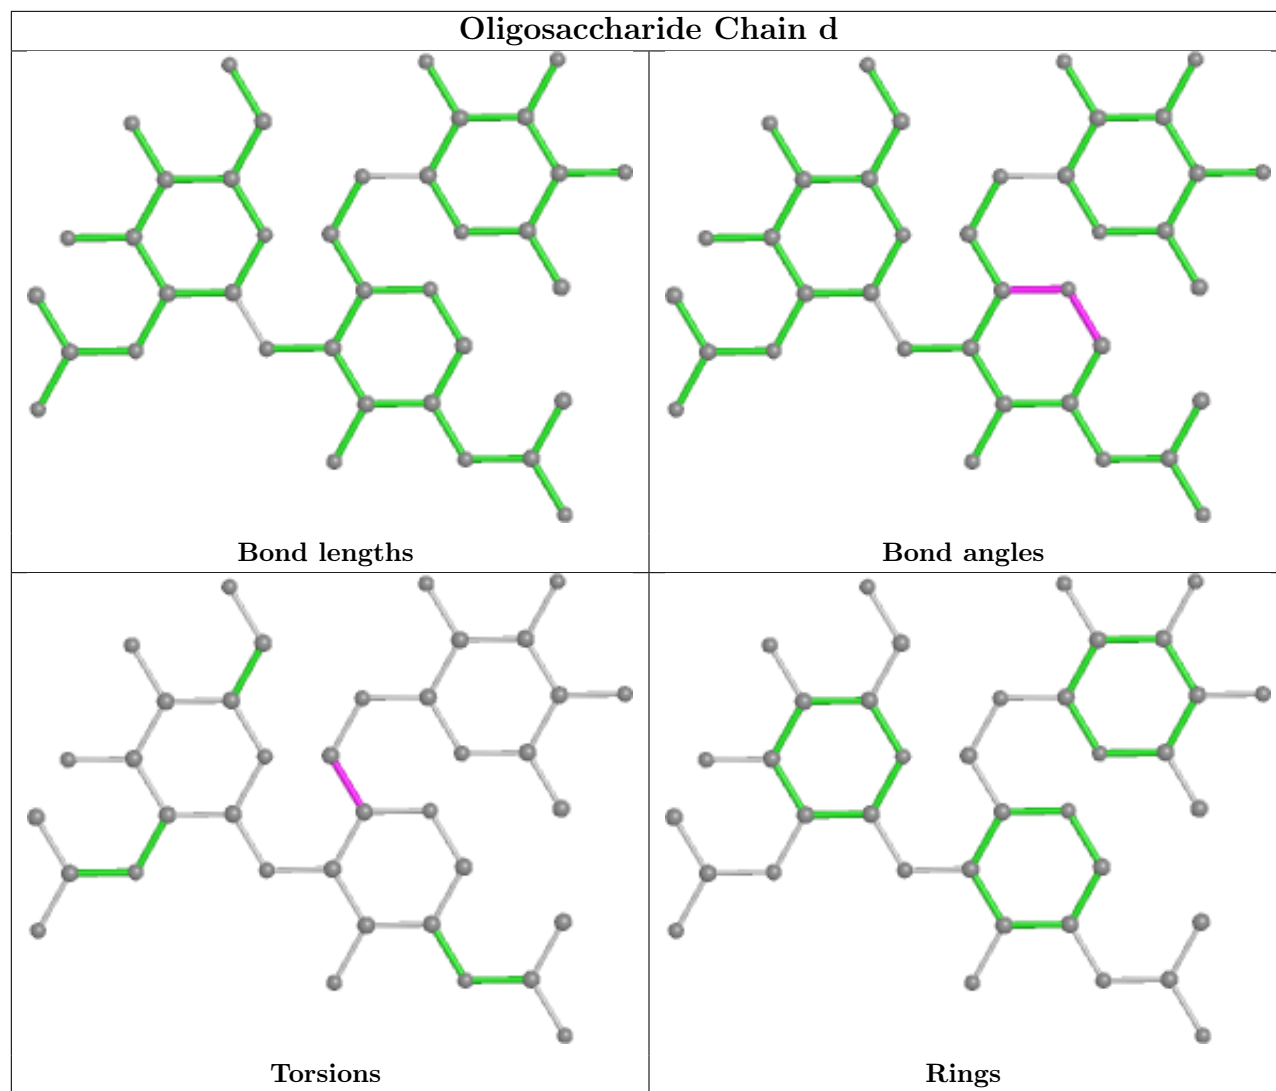 Oligosaccharide Chain d
Bond lengths
Bond angles
Torsions
Rings